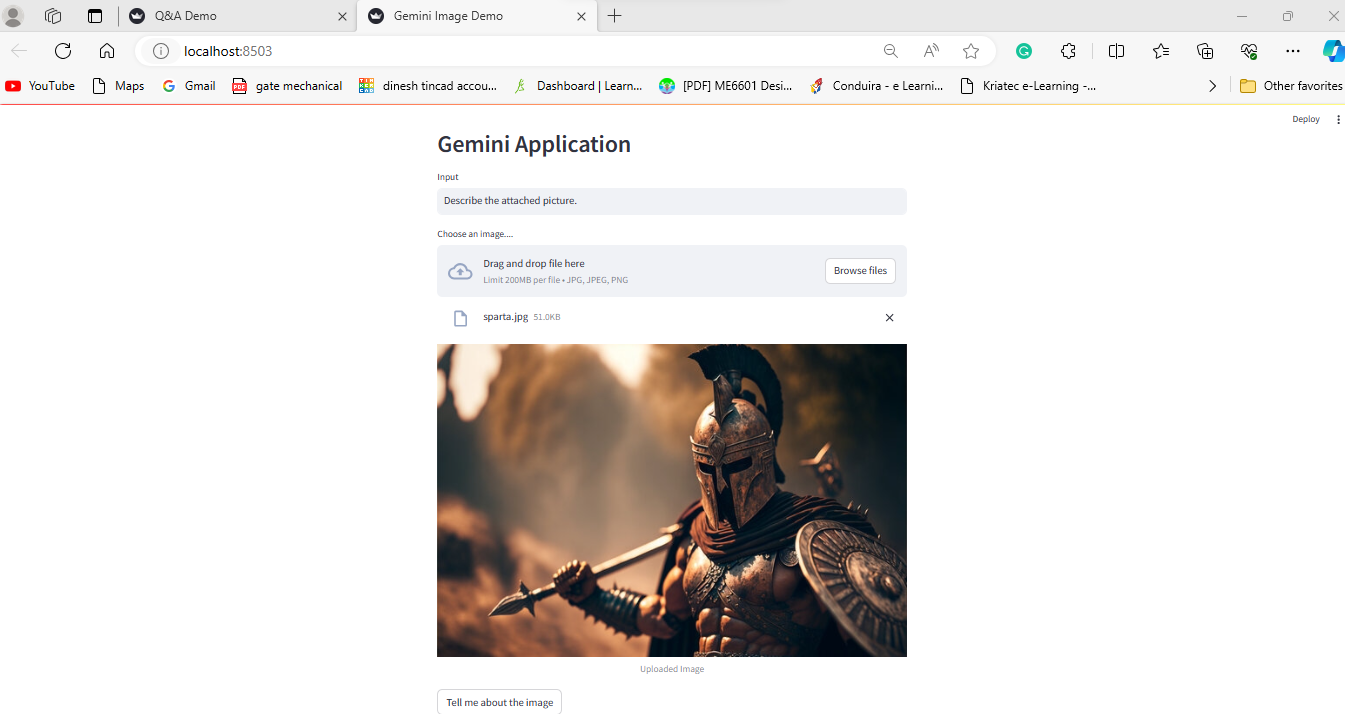 Q&A Demo
Gemini Image Demo
localhost:8503
YouTube
Maps
Gmail
gate mechanical
dinesh tincad accou...
Dashboard | Learn...
[PDF] ME6601 Desi...
Conduira - e Learni...
Kriatec e-Learning -...
Other favorites
Deploy
Gemini Application
Input
Describe the attached picture.
Choose an image....
Drag and drop file here
Limit 200MB per file • JPG, JPEG, PNG
Browse files
sparta.jpg 51.0KB
Uploaded Image
Tell me about the image